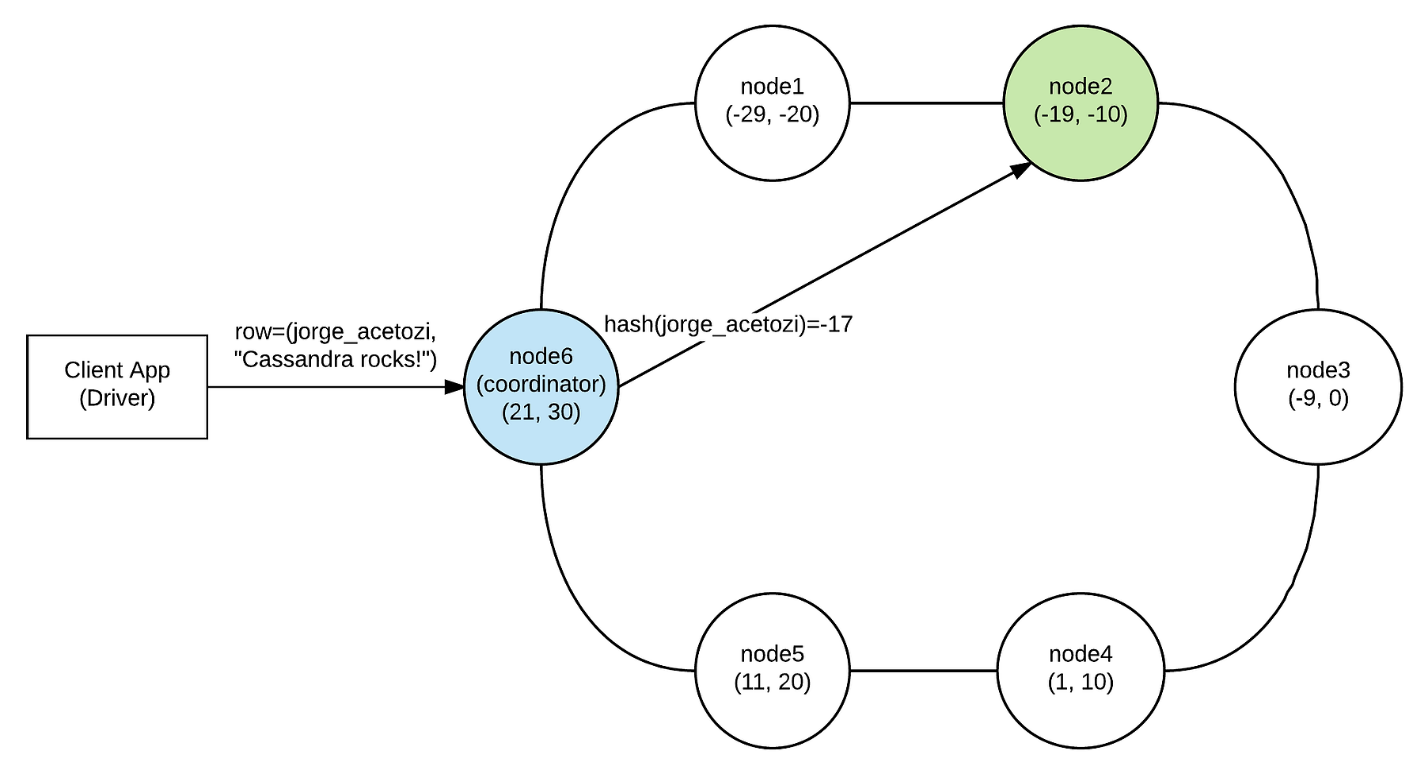 node1
(-29, -20)
node2
(-19, -10)
row=(jorge_acetozi,
"Cassandra rocks!")
hash(jorge_acetozi)=-17
Client App
(Driver)
node6
(coordinator)
(21, 30)
node3
(-9, 0)
node5
(11, 20)
node4
(1, 10)